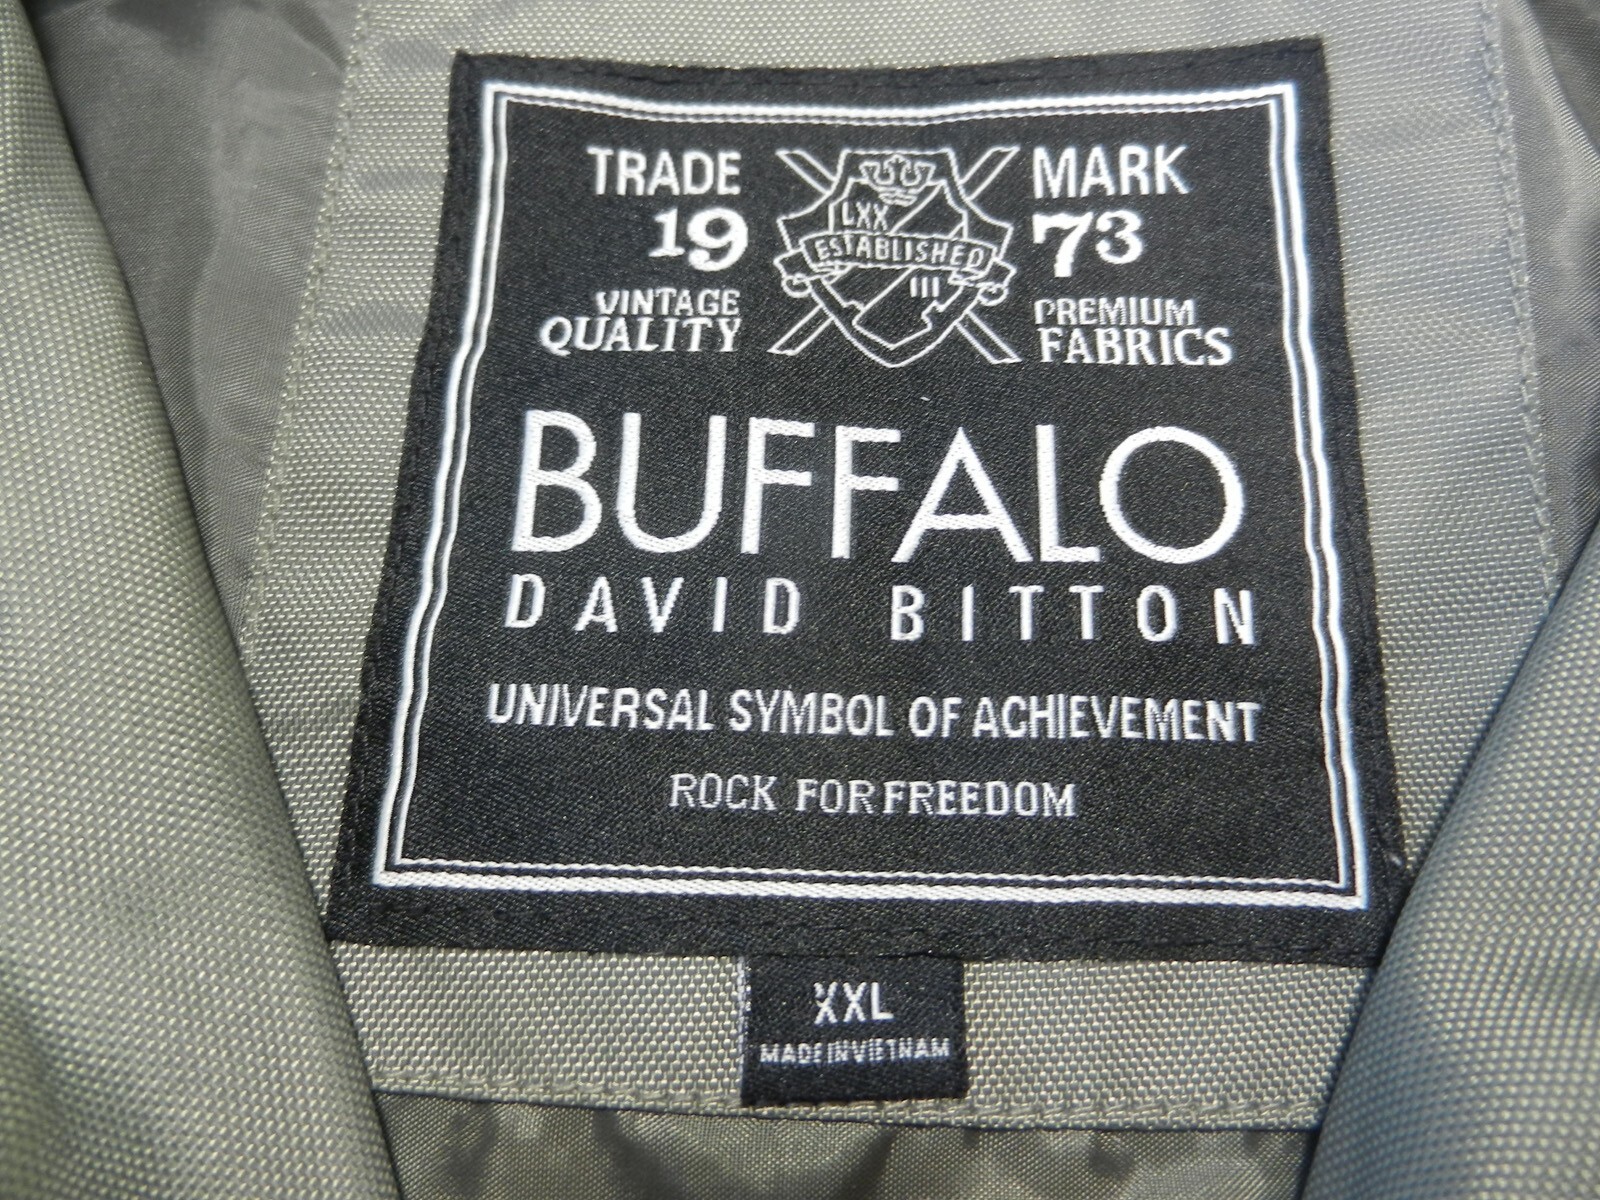 TRADE MARK
19 73
LXX
ESTABLISHED
III
VINTAGE PREMIUM
QUALITY FABRICS
BUFFALO
DAVID BITTON
UNIVERSAL SYMBOL OF ACHIEVEMENT
ROCK FOR FREEDOM
XXL
MADE IN VIETNAM